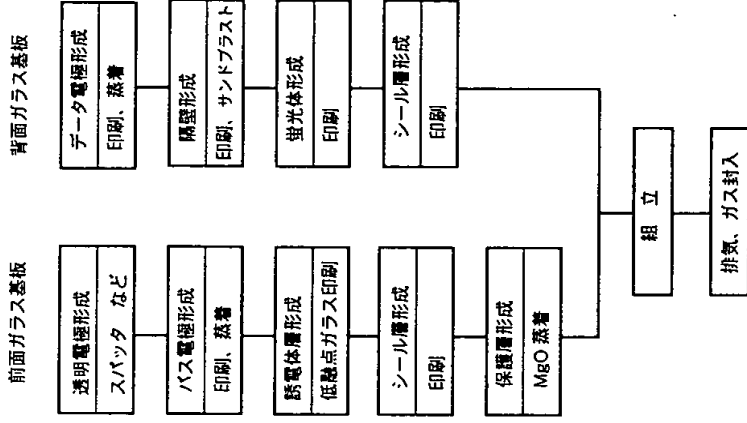 前面ガラス基板
透明電極形成
スパッタ など
バス電極形成
印刷、蒸着
誘電体層形成
低融点ガラス印刷
シール層形成
印刷
保護層形成
MgO 蒸着
背面ガラス基板
データ電極形成
印刷、蒸着
隔壁形成
印刷、サンドブラスト
蛍光体形成
印刷
シール層形成
印刷
組 立
排気、ガス封入